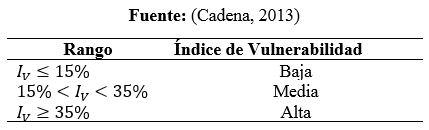 Fuente: (Cadena, 2013)
Rango Índice de Vulnerabilidad
I_V ≤ 15% Baja
15% < I_V < 35% Media
I_V ≥ 35% Alta